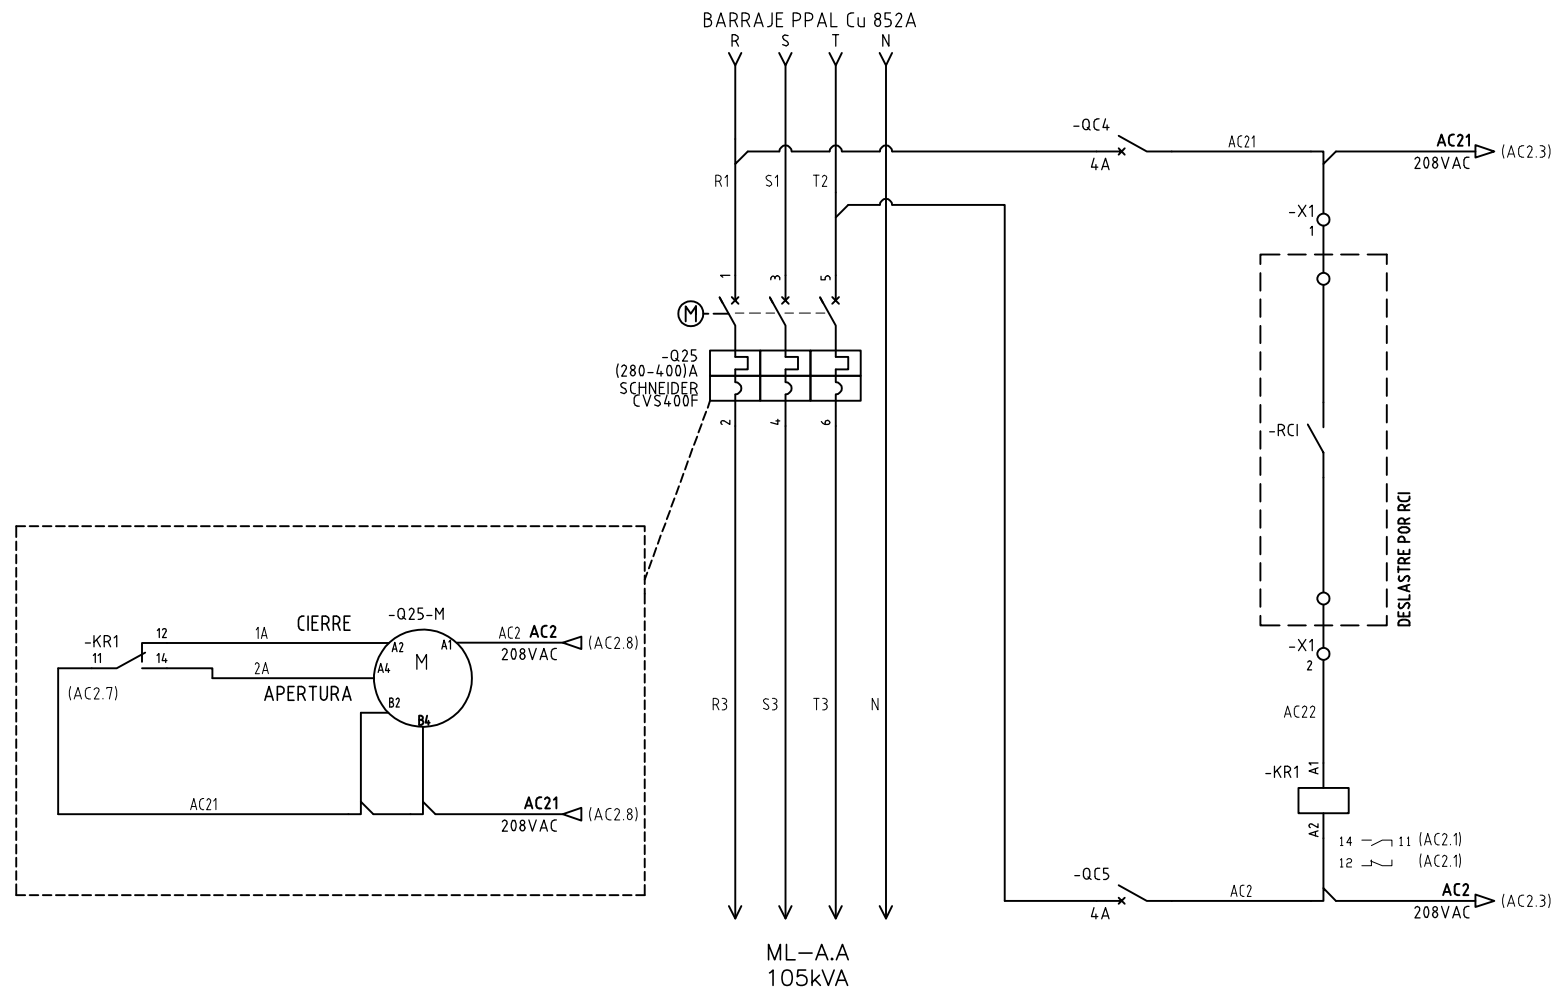 BARRAJE PPAL Cu 852A
R S T N
-QC4
4A
AC21
AC21
208VAC
(AC2.3)
R1 S1 T2
-X1
1
1 3 5
M
-Q25
(280-400)A
SCHNEIDER
CVS400F
2 4 6
-RCI
DESLASTRE POR RCI
-X1
2
AC22
-KR1
A1
A2
14 11 (AC2.1)
12 (AC2.1)
-QC5
4A
AC2
AC2
208VAC
(AC2.3)
R3 S3 T3 N
-Q25-M
CIERRE
-KR1
12
11
14
(AC2.7)
1A
2A
APERTURA
A2
A1
A4
M
B2
B4
AC2 AC2
208VAC
(AC2.8)
AC21
AC21
208VAC
(AC2.8)
ML-A.A
105kVA